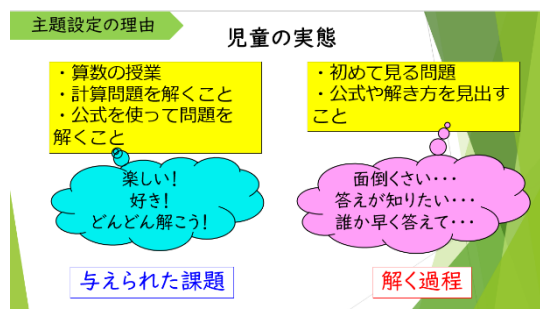 主題設定の理由
児童の実態
・算数の授業
・計算問題を解くこと
・公式を使って問題を
解くこと
楽しい!
好き!
どんどん解こう!
与えられた課題
・初めて見る問題
・公式や解き方を見出す
こと
面倒くさい・・・
答えが知りたい・・・
誰か早く答えて・・・
解く過程